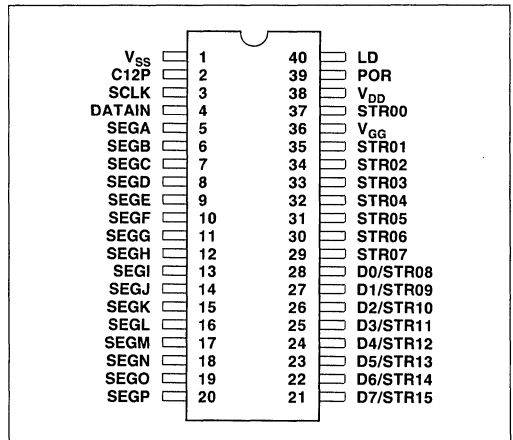 V_SS 1 40 LD
C12P 2 39 POR
SCLK 3 38 V_DD
DATAIN 4 37 STR00
SEGA 5 36 V_GG
SEGB 6 35 STR01
SEGC 7 34 STR02
SEGD 8 33 STR03
SEGE 9 32 STR04
SEGF 10 31 STR05
SEGG 11 30 STR06
SEGH 12 29 STR07
SEGI 13 28 D0/STR08
SEGJ 14 27 D1/STR09
SEGK 15 26 D2/STR10
SEGL 16 25 D3/STR11
SEGM 17 24 D4/STR12
SEGN 18 23 D5/STR13
SEGO 19 22 D6/STR14
SEGP 20 21 D7/STR15